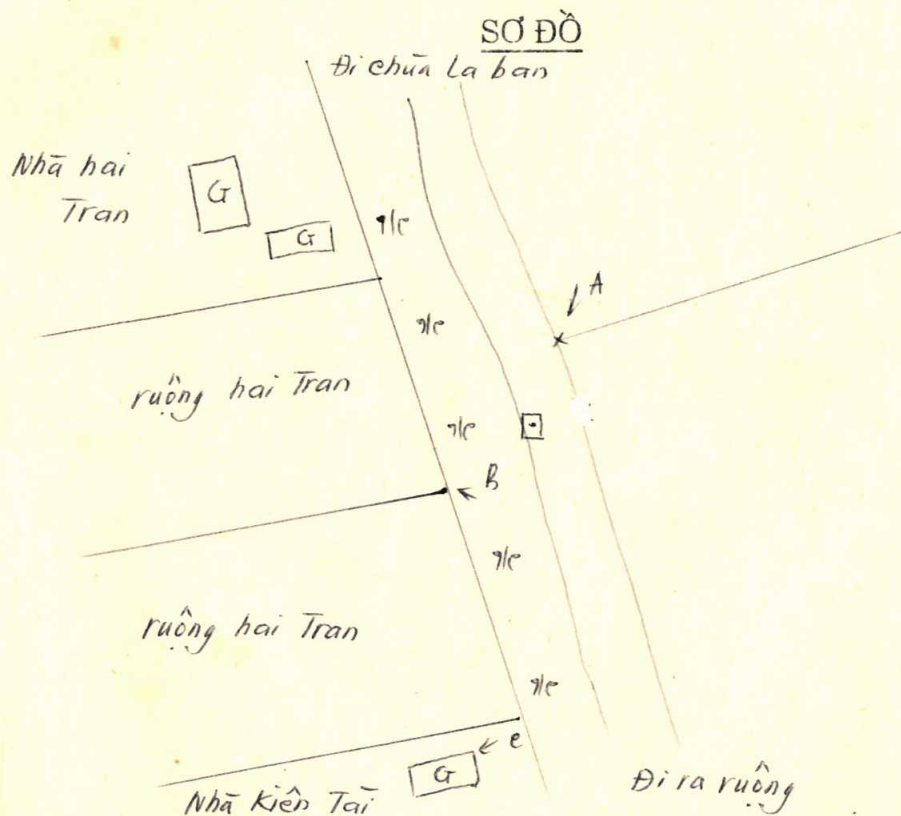 SƠ ĐỒ
Đi chùa La ban
Nhà hai
Tran
G
G
A
ruộng hai Tran
B
ruộng hai Tran
e
G
Nhà Kiên Tài
Đi ra ruộng